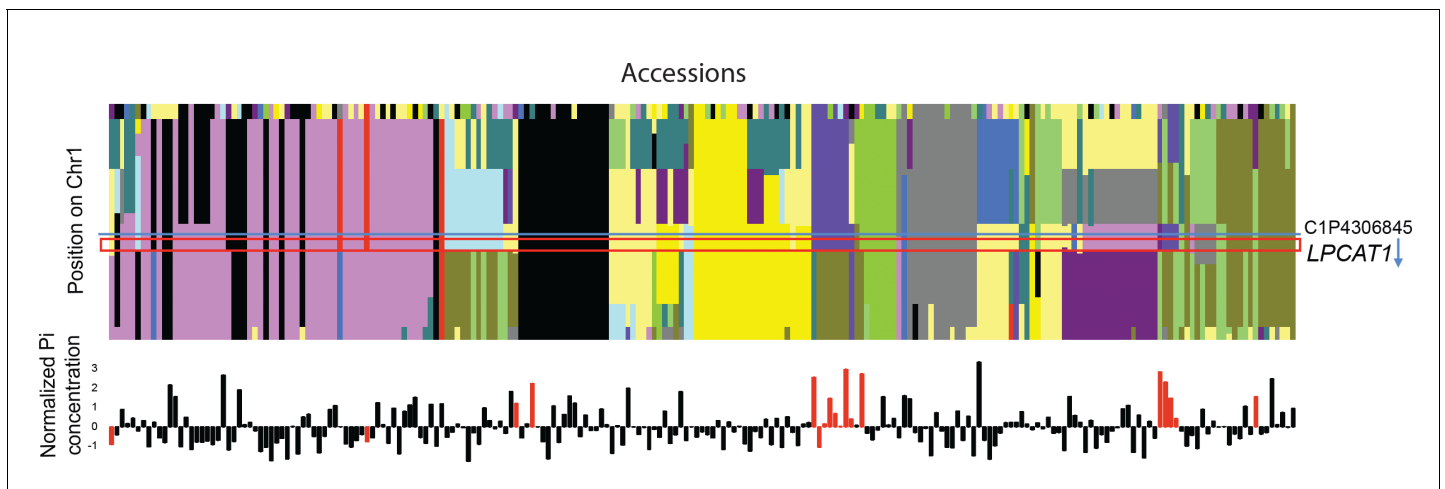 Accessions
Position on Chr1
C1P4306845
LPCAT1
Normalized Pi
concentration
3
2
1
0
-1